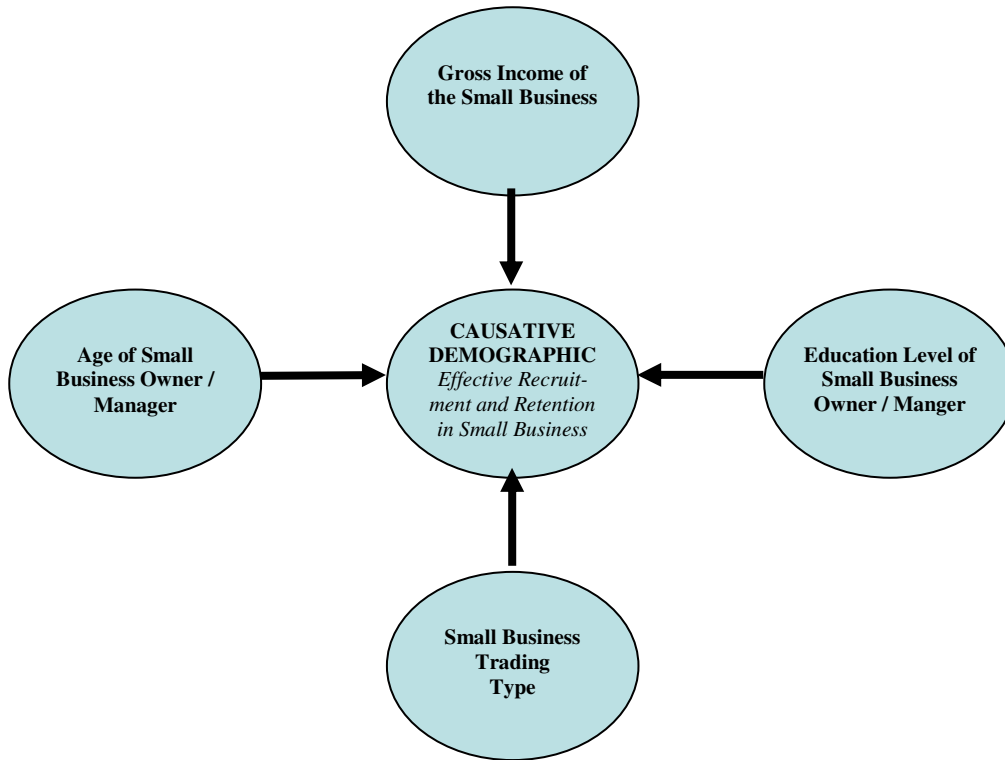 Gross Income of
the Small Business
Age of Small
Business Owner /
Manager
CAUSATIVE
DEMOGRAPHIC
Effective Recruit-
ment and Retention
in Small Business
Education Level of
Small Business
Owner / Manger
Small Business
Trading
Type